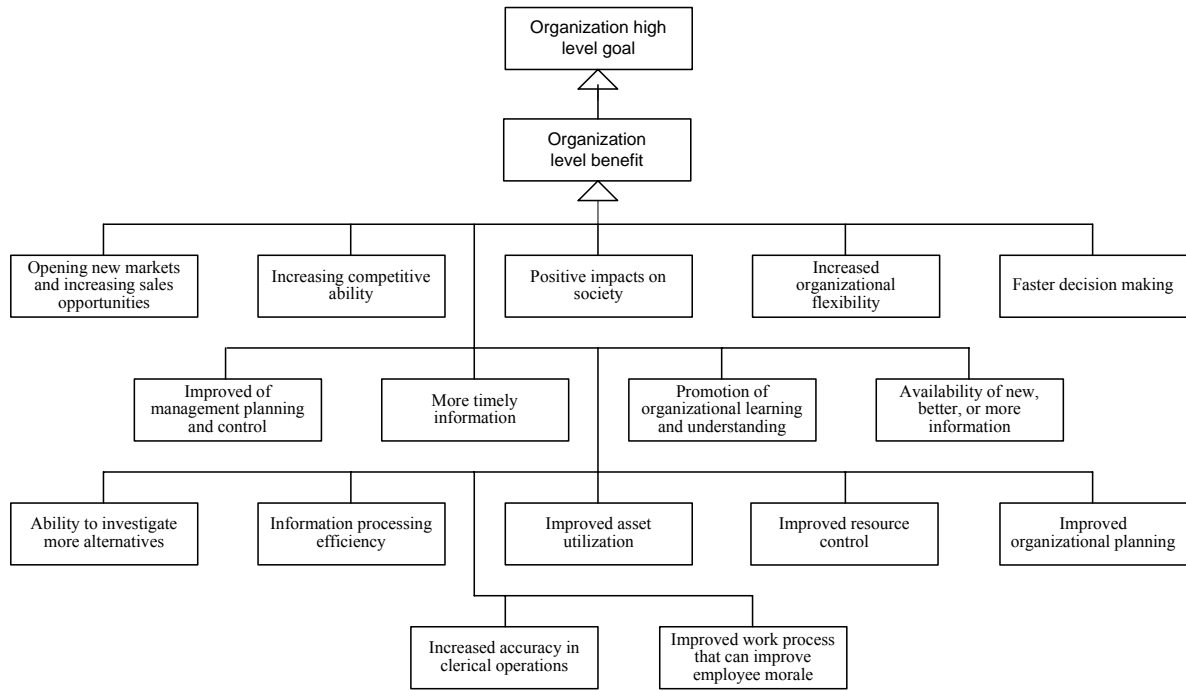 Organization high
level goal
Organization
level benefit
Opening new markets
and increasing sales
opportunities
Increasing competitive
ability
Positive impacts on
society
Increased
organizational
flexibility
Faster decision making
Improved of
management planning
and control
More timely
information
Promotion of
organizational learning
and understanding
Availability of new,
better, or more
information
Ability to investigate
more alternatives
Information processing
efficiency
Improved asset
utilization
Improved resource
control
Improved
organizational planning
Increased accuracy in
clerical operations
Improved work process
that can improve
employee morale